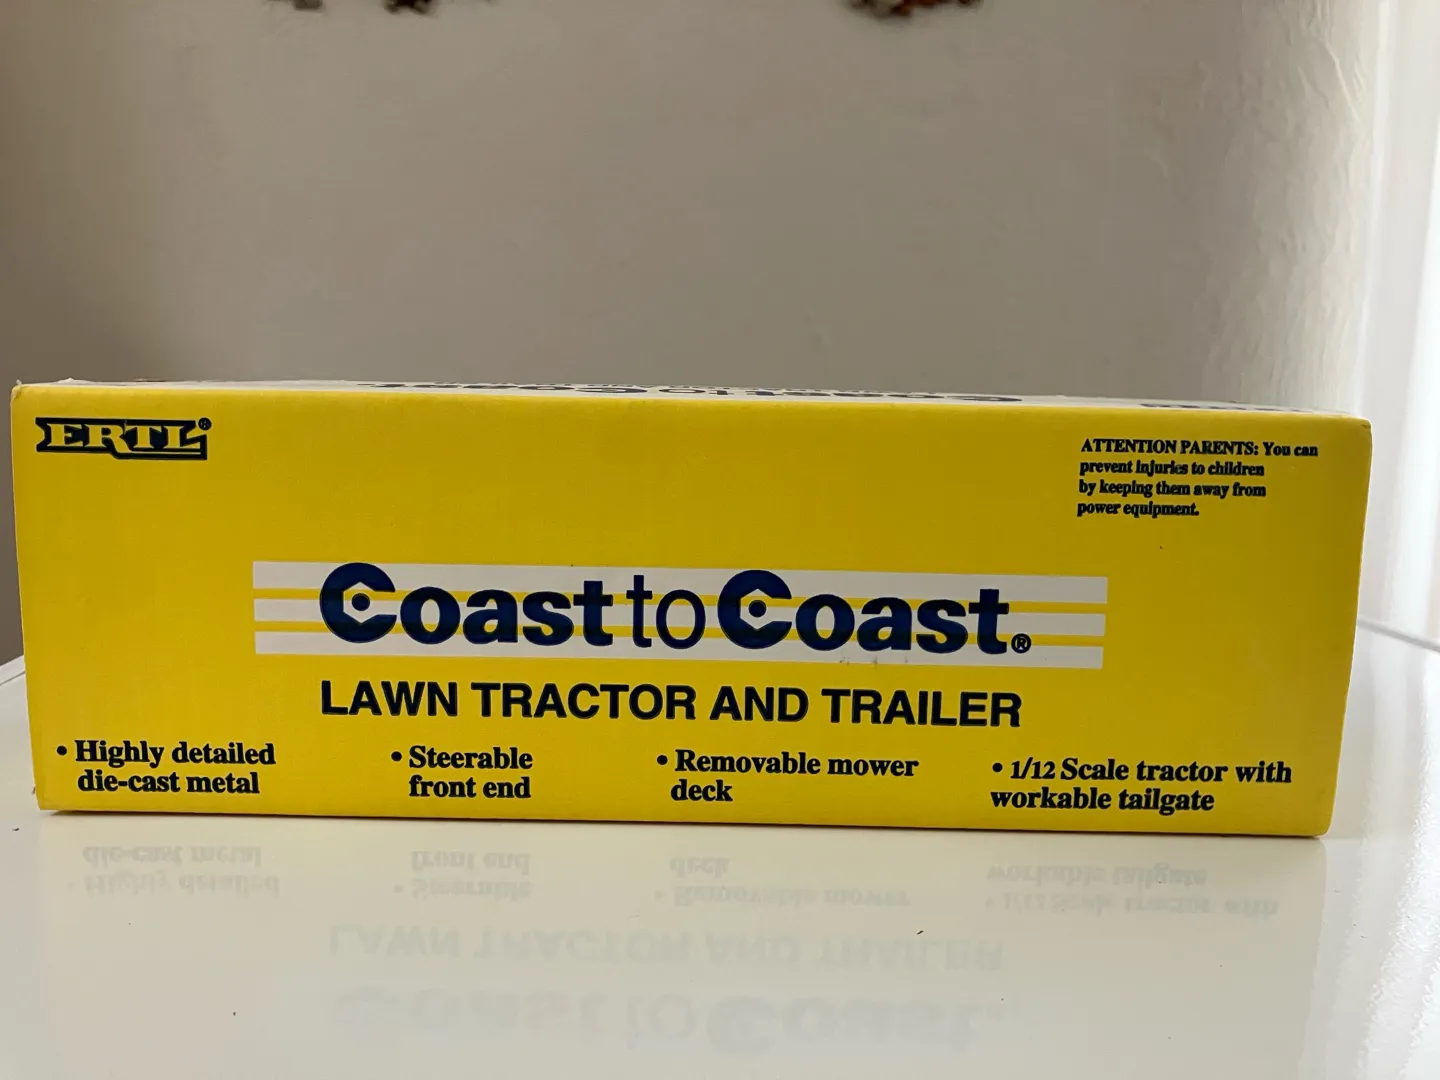 ERTL®
ATTENTION PARENTS: You can
prevent injuries to children
by keeping them away from
power equipment.
Coast to Coast®
LAWN TRACTOR AND TRAILER
• Highly detailed
die-cast metal
• Steerable
front end
• Removable mower
deck
• 1/12 Scale tractor with
workable tailgate